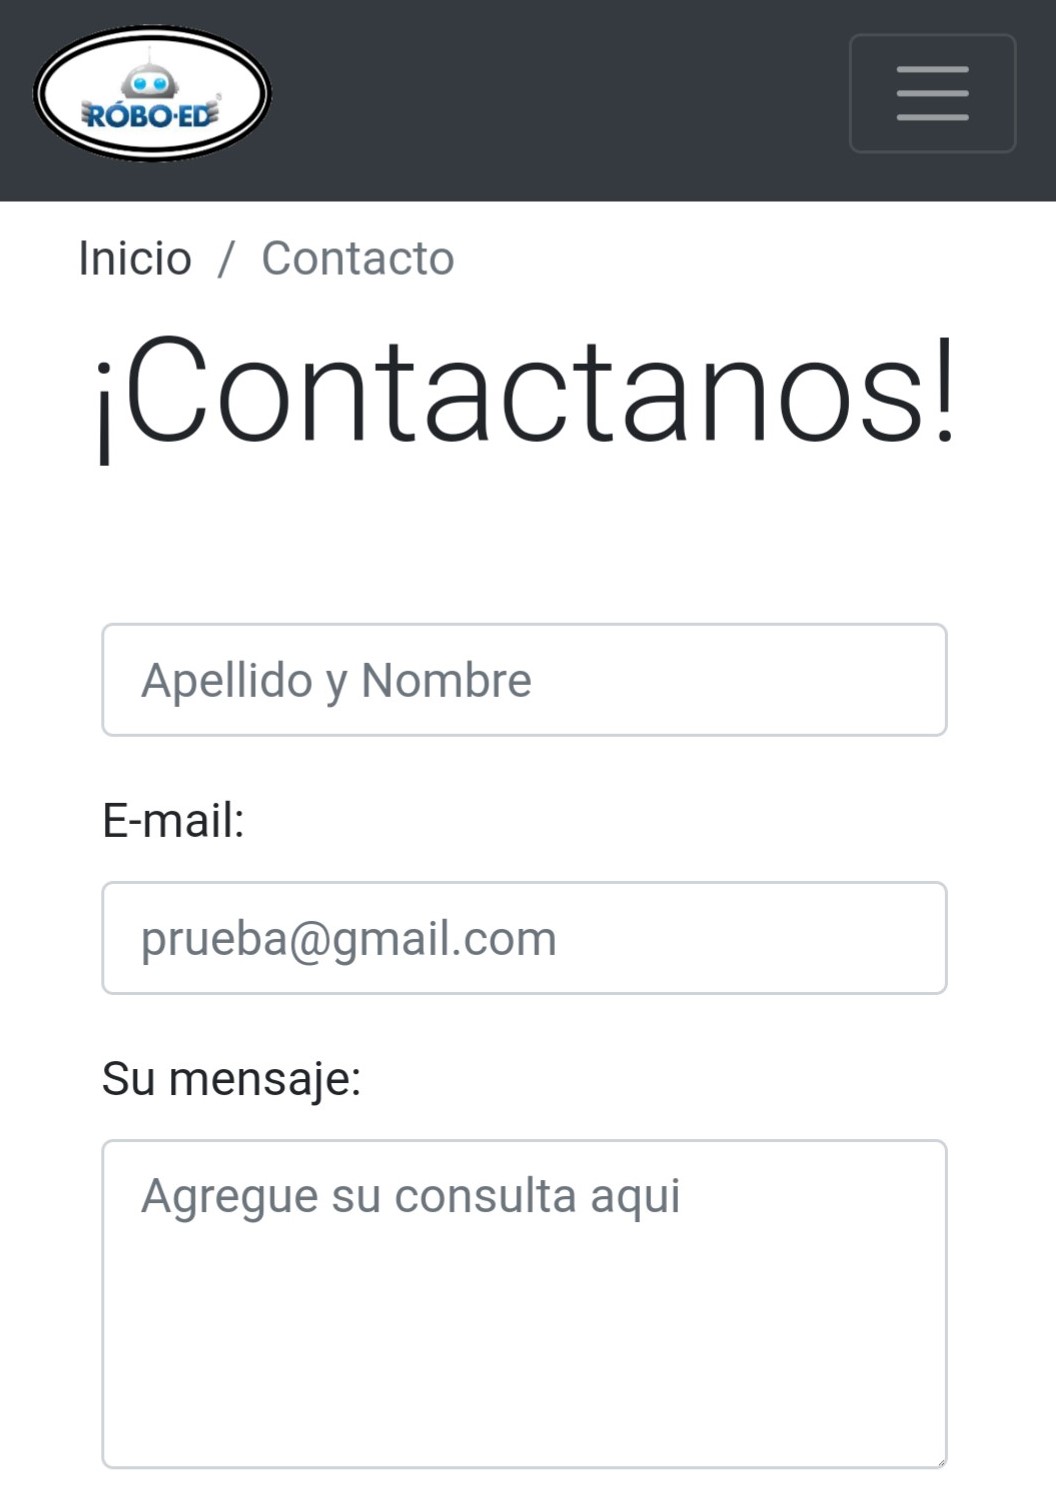 RÓBO·ED®
Inicio / Contacto
¡Contactanos!
Apellido y Nombre
E-mail:
prueba@gmail.com
Su mensaje:
Agregue su consulta aqui